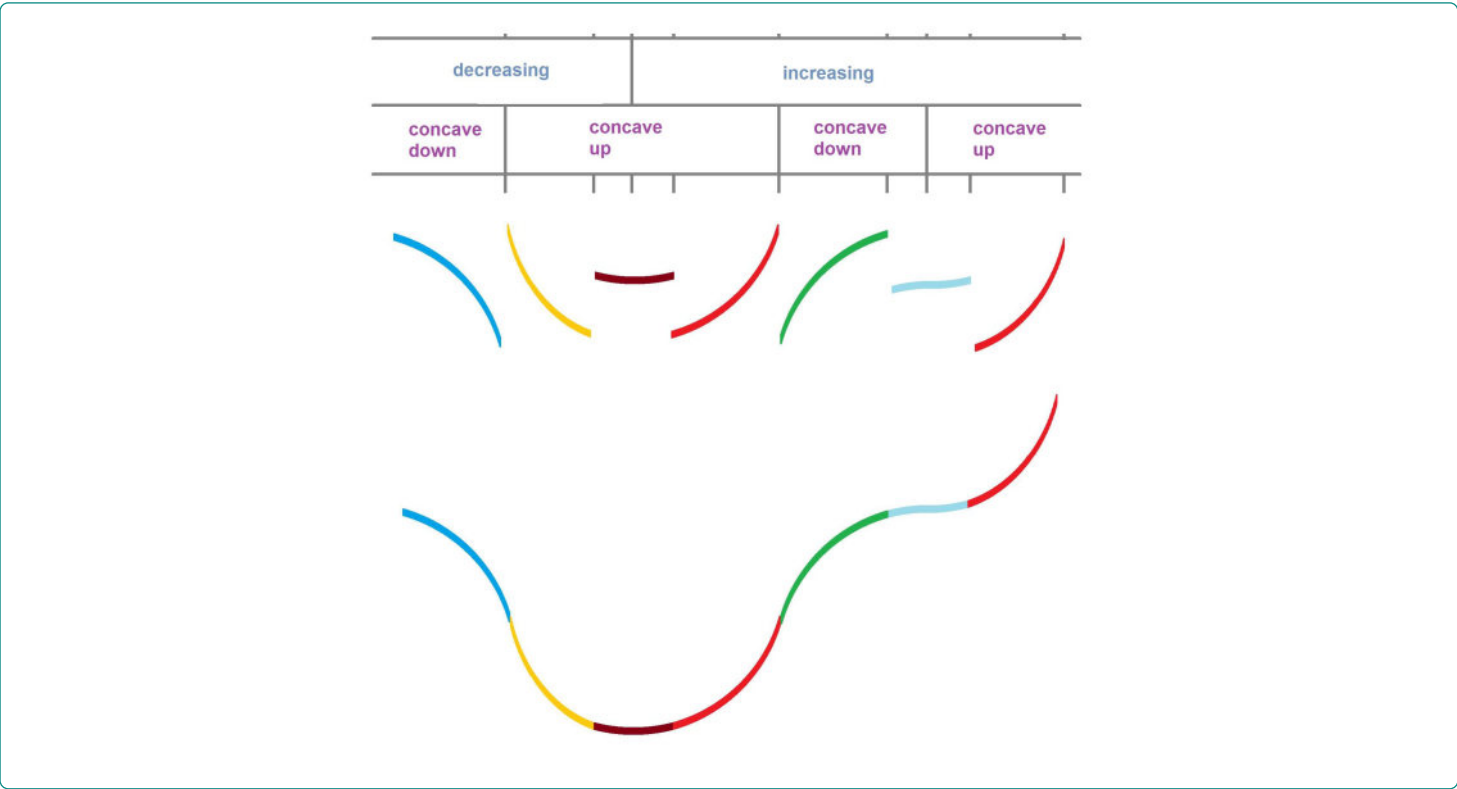 decreasing
increasing
concave
down
concave
up
concave
down
concave
up